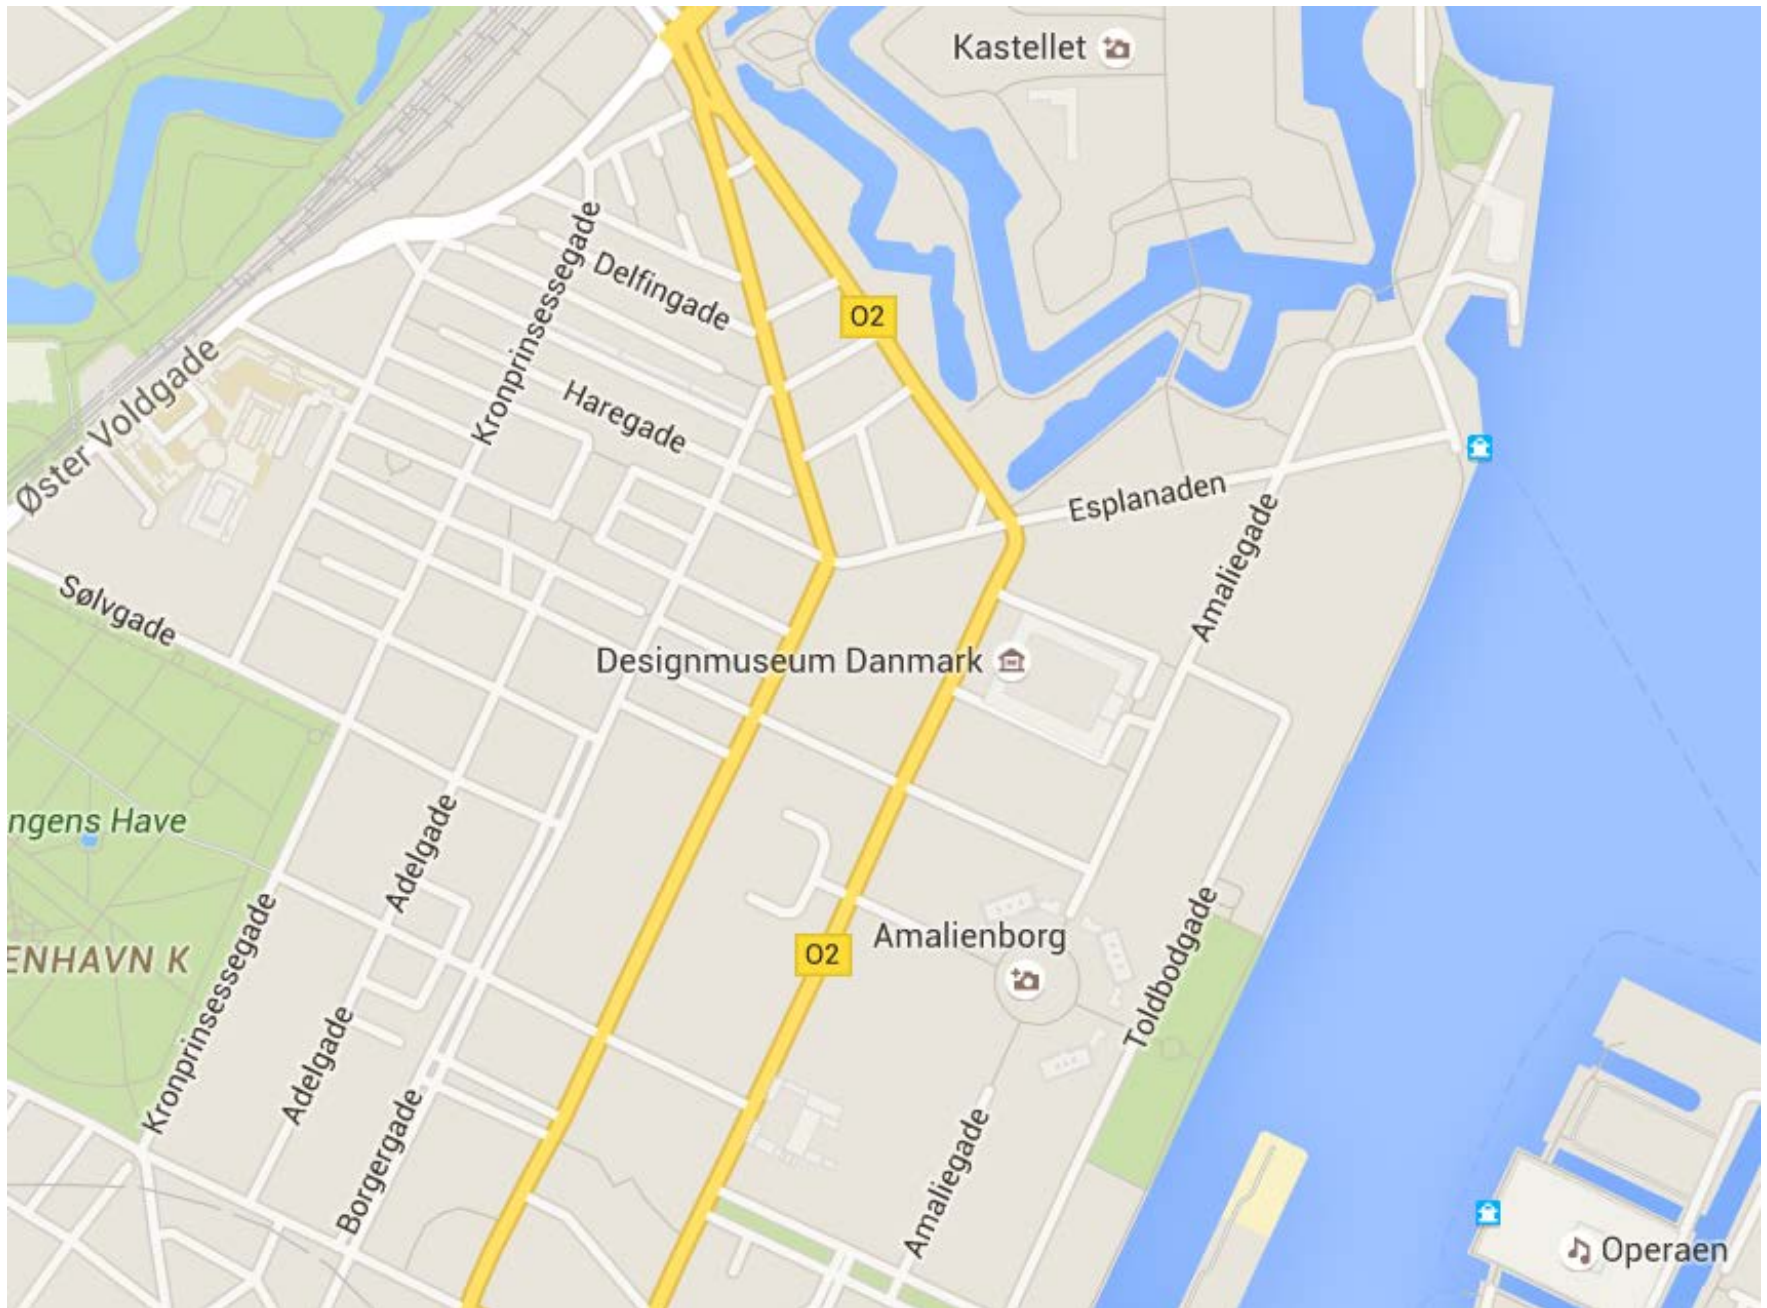 Kastellet
Kronprinsessegade
Delfingade
O2
Øster Voldgade
Haregade
Esplanaden
Amaliegade
Sølvgade
Designmuseum Danmark
ngens Have
Adelgade
Kronprinsessegade
ENHAVN K
Amalienborg
O2
Toldbodgade
Adelgade
Borgergade
Amaliegade
Operaen